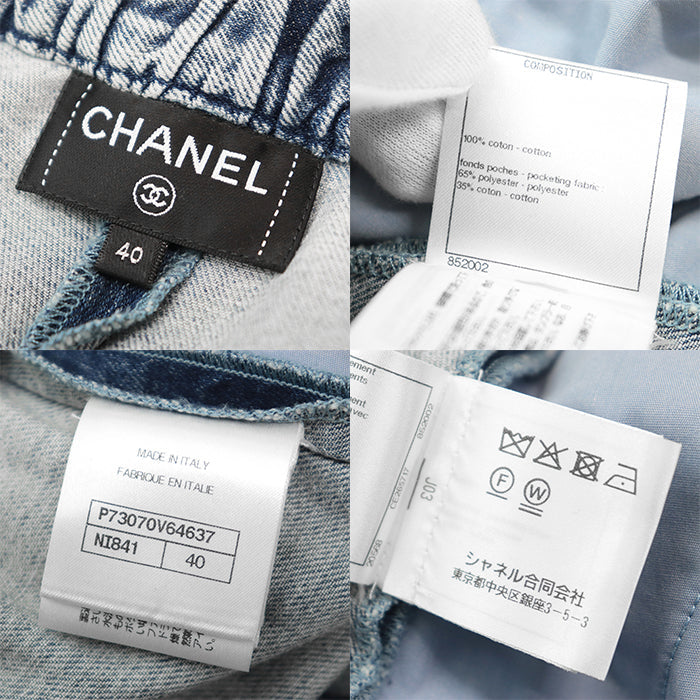 CHANEL
40
COMPOSITION
100% coton - cotton
fonds poches - pocketing fabric :
65% polyester - polyester
35% coton - cotton
852002
MADE IN ITALY
FABRIQUE EN ITALIE
P73070V64637
NI841 40
J03
F W
シャネル合同会社
東京都中央区銀座3-5-3